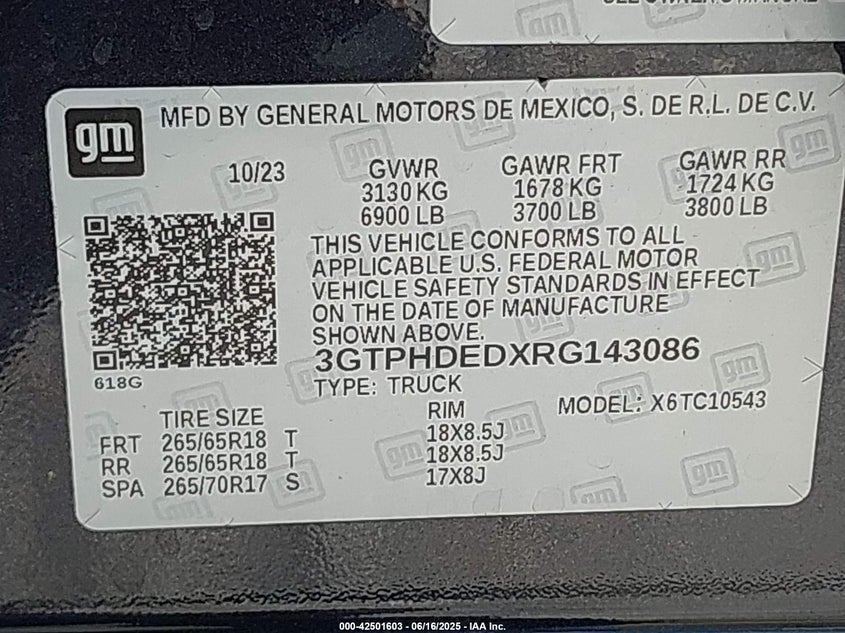 gm
MFD BY GENERAL MOTORS DE MEXICO, S. DE R.L. DE C.V.
10/23
GVWR GAWR FRT GAWR RR
3130 KG 1678 KG 1724 KG
6900 LB 3700 LB 3800 LB
THIS VEHICLE CONFORMS TO ALL
APPLICABLE U.S. FEDERAL MOTOR
VEHICLE SAFETY STANDARDS IN EFFECT
ON THE DATE OF MANUFACTURE
SHOWN ABOVE.
3GTPHDEDXRG143086
618G
TYPE: TRUCK
MODEL: X6TC10543
TIRE SIZE RIM
FRT 265/65R18 T 18X8.5J
RR 265/65R18 T 18X8.5J
SPA 265/70R17 S 17X8J
000-42501603 - 06/16/2025 - IAA Inc.